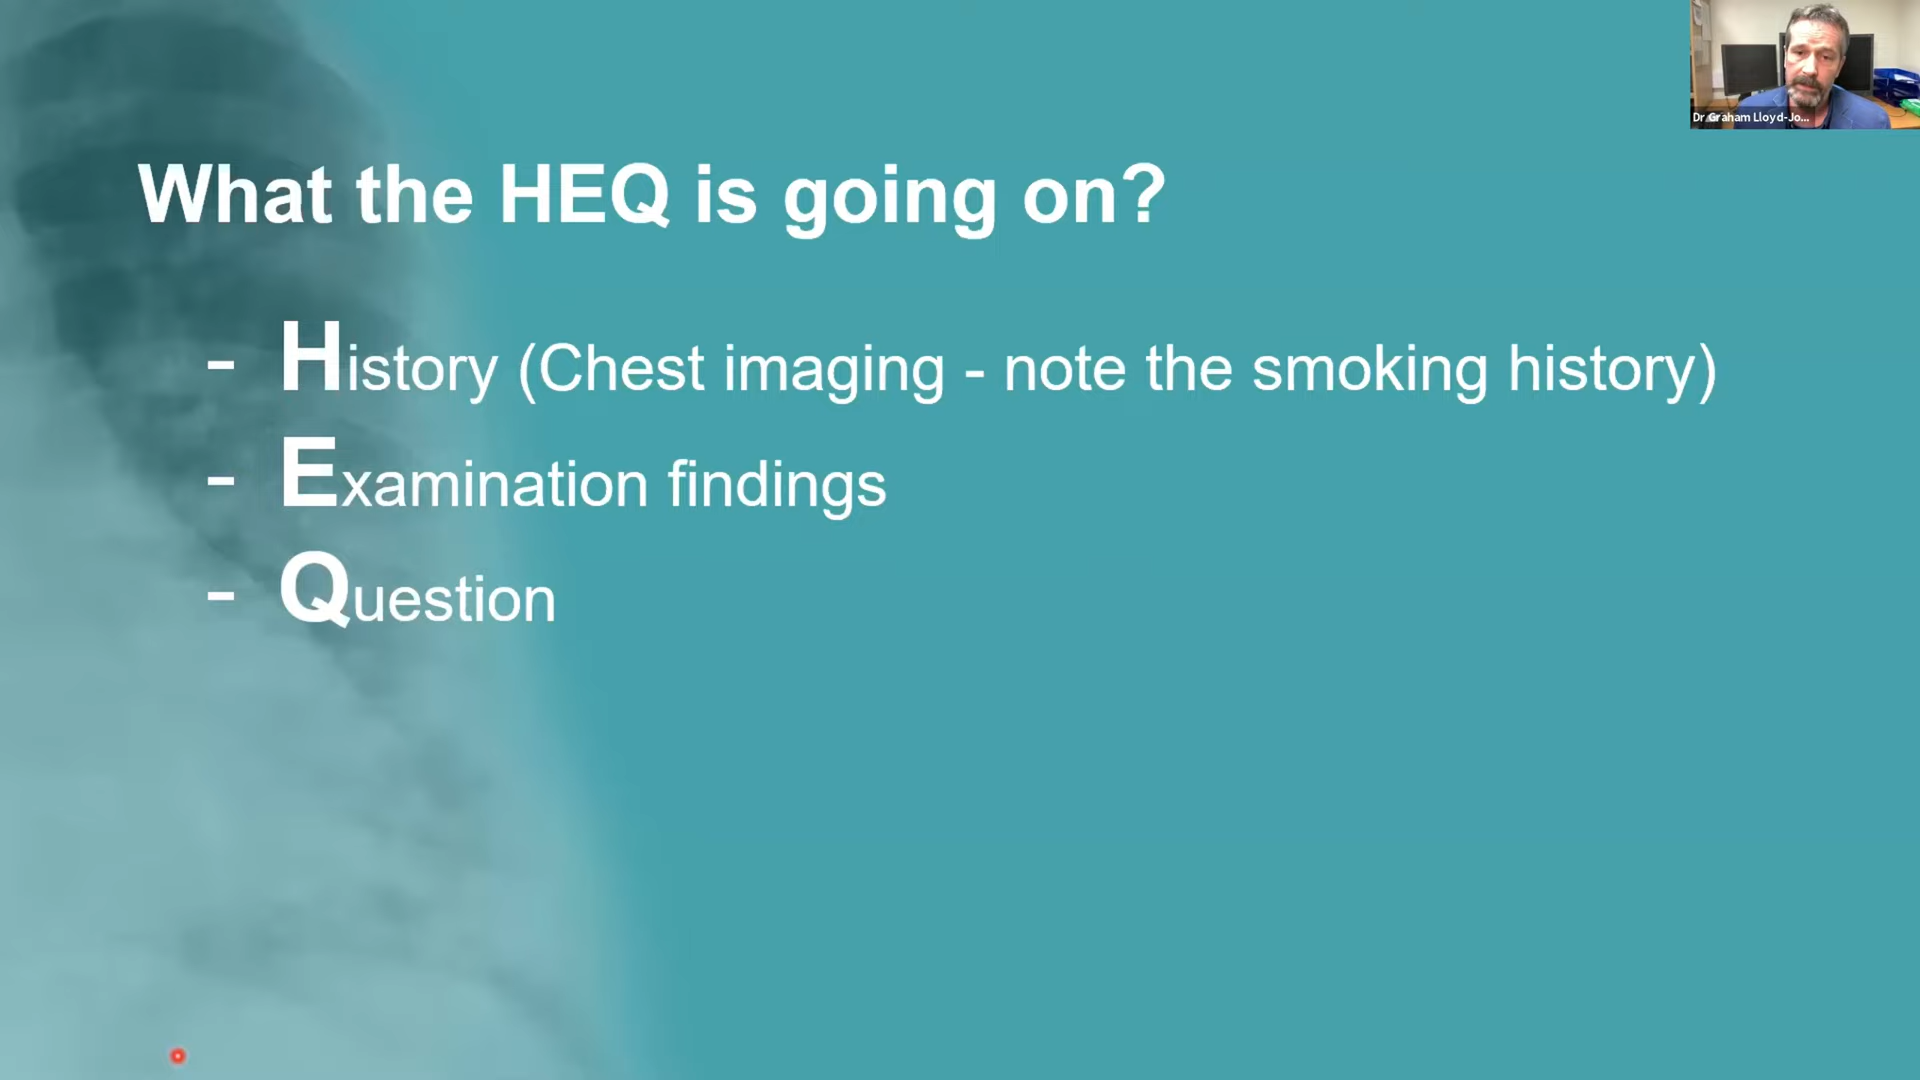 Dr Graham Lloyd-Jo...
What the HEQ is going on?
- History (Chest imaging - note the smoking history)
- Examination findings
- Question